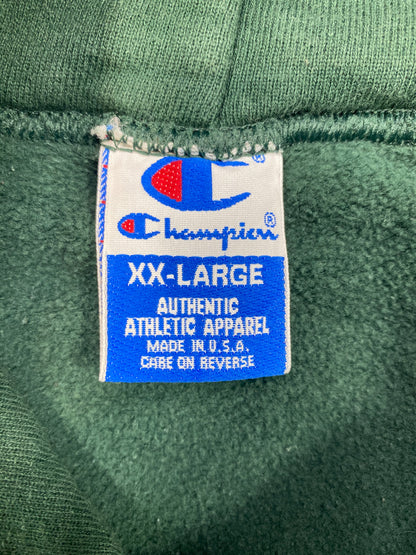 ®
Champion®
XX-LARGE
AUTHENTIC
ATHLETIC APPAREL
MADE IN U.S.A.
CARE ON REVERSE